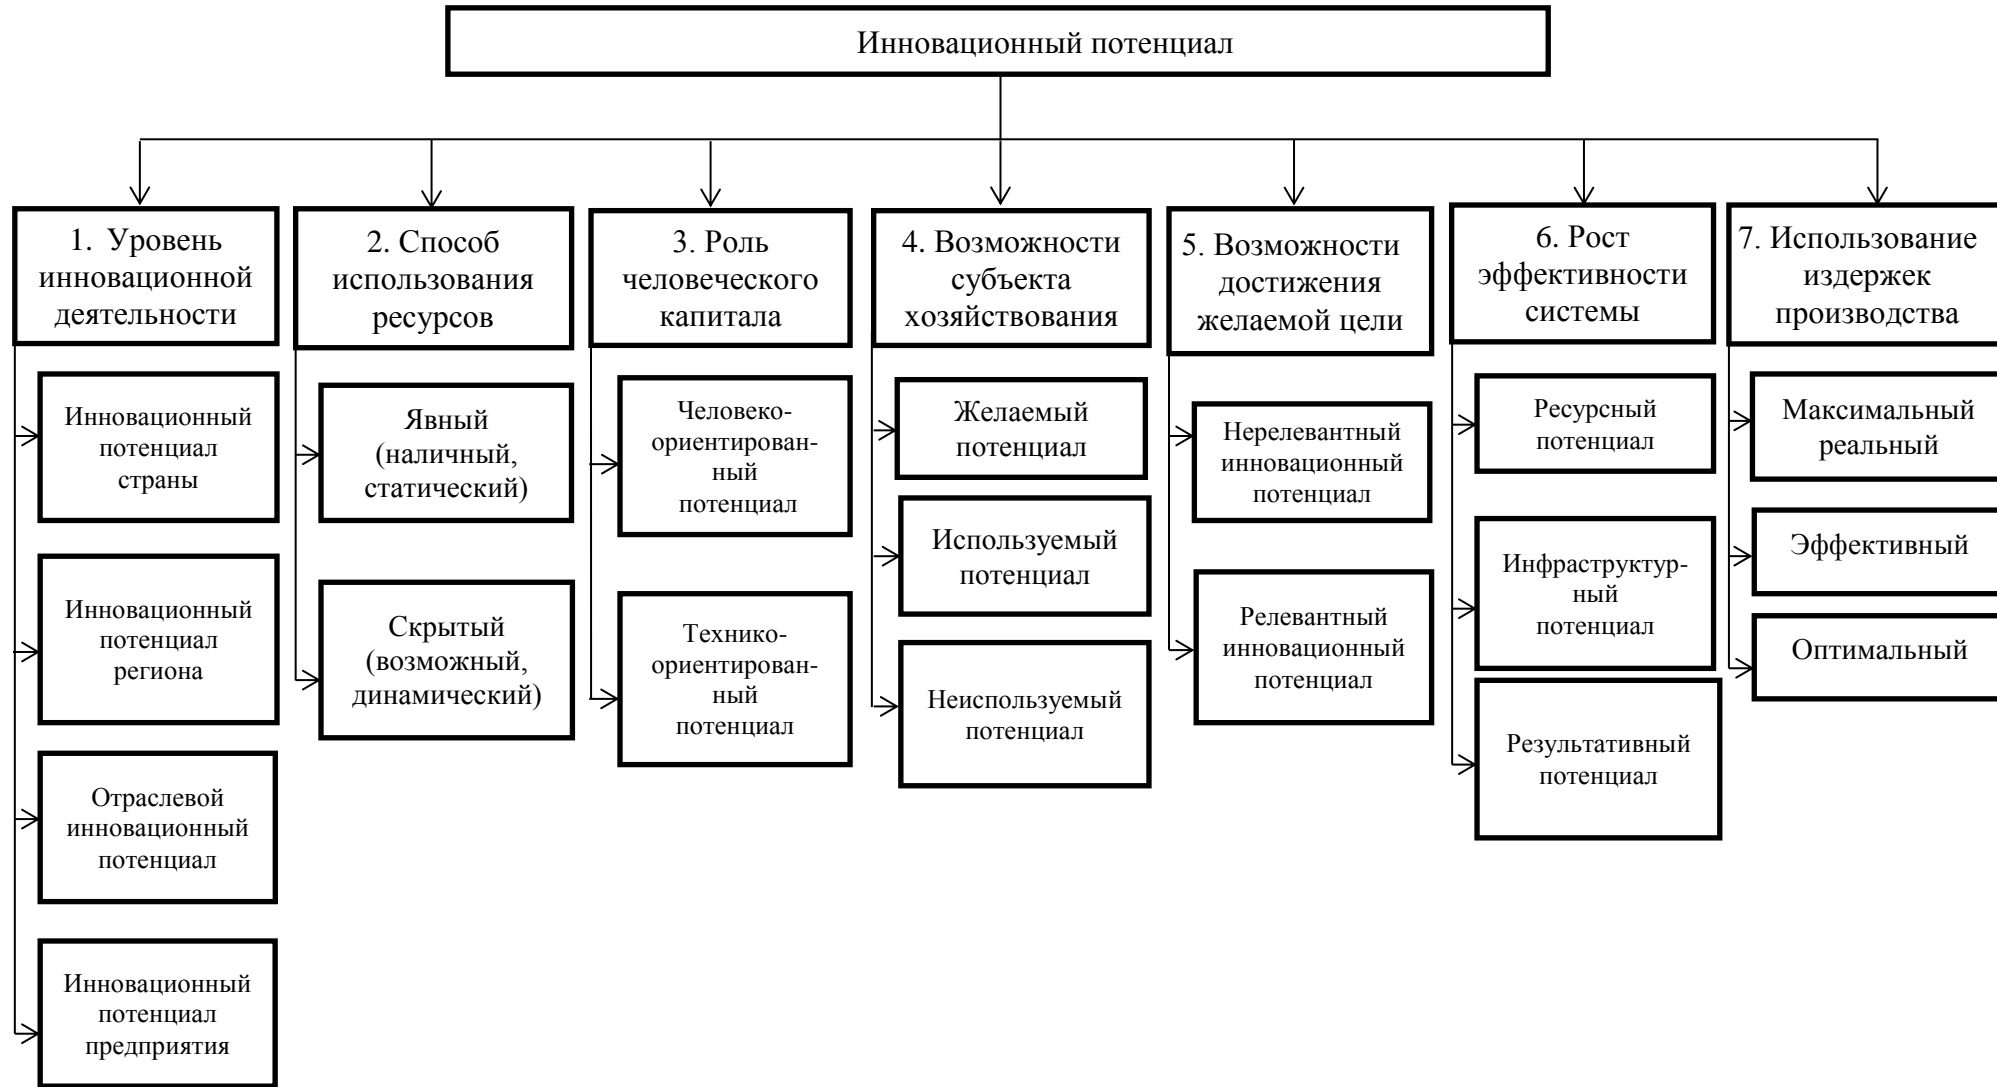 Инновационный потенциал
1. Уровень
инновационной
деятельности
Инновационный
потенциал
страны
Инновационный
потенциал
региона
Отраслевой
инновационный
потенциал
Инновационный
потенциал
предприятия
2. Способ
использования
ресурсов
Явный
(наличный,
статический)
Скрытый
(возможный,
динамический)
3. Роль
человеческого
капитала
Человеко-
ориентирован-
ный
потенциал
Технико-
ориентирован-
ный
потенциал
4. Возможности
субъекта
хозяйствования
Желаемый
потенциал
Используемый
потенциал
Неиспользуемый
потенциал
5. Возможности
достижения
желаемой цели
Нерелевантный
инновационный
потенциал
Релевантный
инновационный
потенциал
6. Рост
эффективности
системы
Ресурсный
потенциал
Инфраструктур-
ный
потенциал
Результативный
потенциал
7. Использование
издержек
производства
Максимальный
реальный
Эффективный
Оптимальный